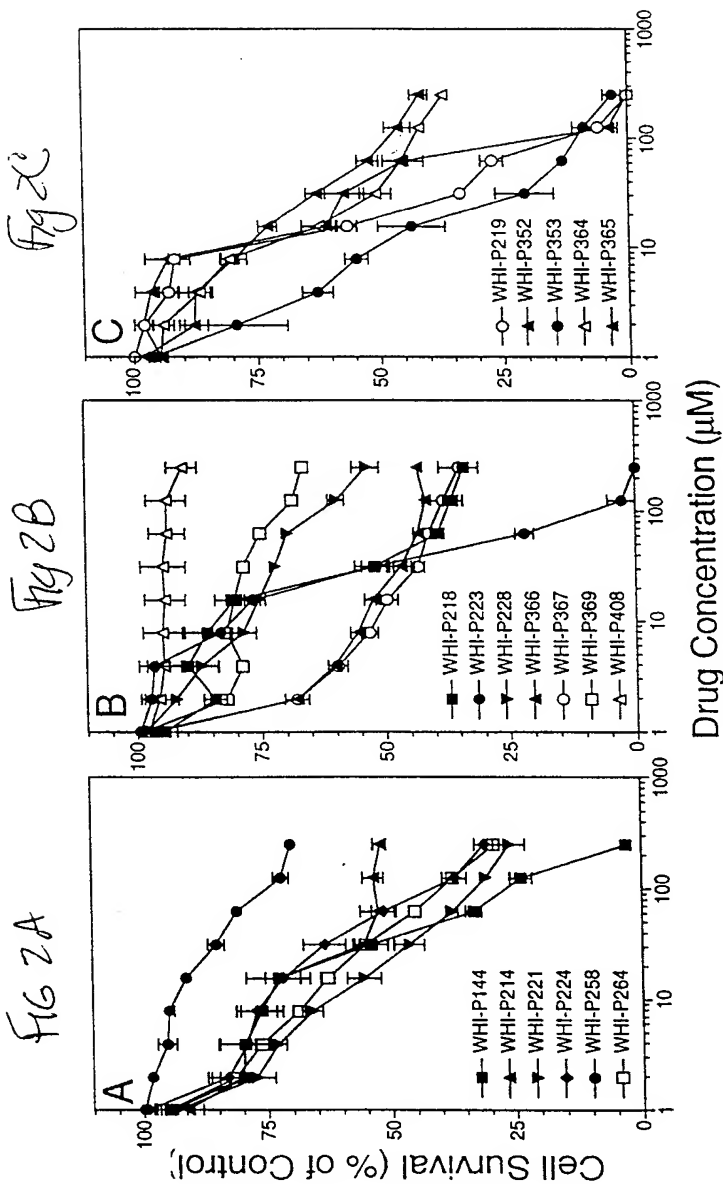 FIG 2A
Fig 2B
Fig 2C
Cell Survival (% of Control)
A
100
75
50
25
0
WHI-P144
WHI-P214
WHI-P221
WHI-P224
WHI-P258
WHI-P264
1
10
100
1000
B
100
75
50
25
0
WHI-P218
WHI-P223
WHI-P228
WHI-P366
WHI-P367
WHI-P369
WHI-P408
1
10
100
1000
C
100
75
50
25
0
WHI-P219
WHI-P352
WHI-P353
WHI-P364
WHI-P365
1
10
100
1000
Drug Concentration (µM)